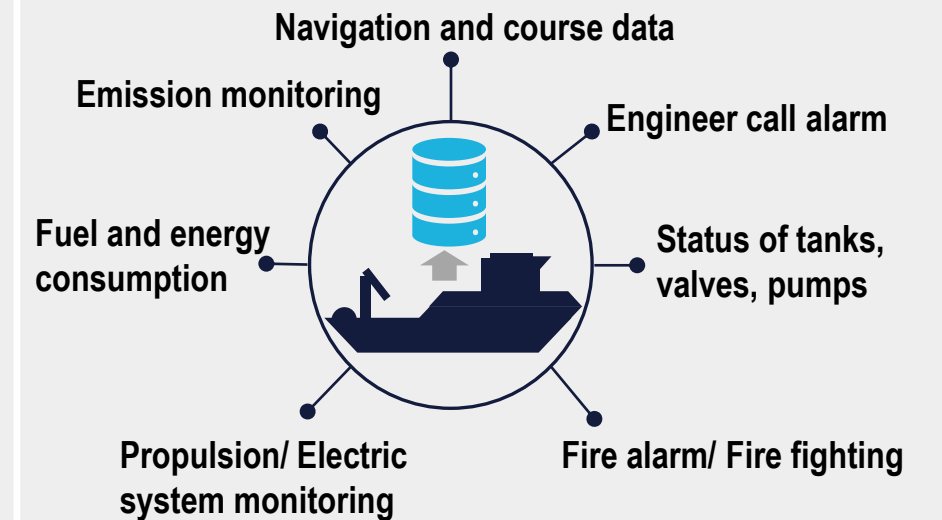 Navigation and course data
Emission monitoring
Engineer call alarm
Fuel and energy
consumption
Status of tanks,
valves, pumps
Propulsion/ Electric
system monitoring
Fire alarm/ Fire fighting